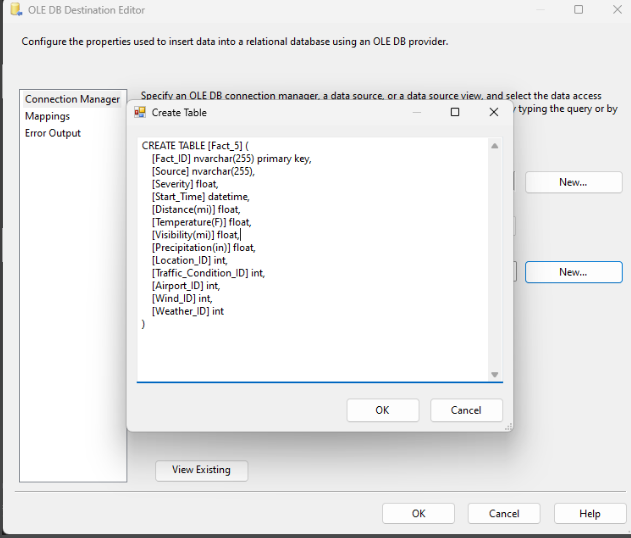 OLE DB Destination Editor
Configure the properties used to insert data into a relational database using an OLE DB provider.
Connection Manager
Mappings
Error Output
Specify an OLE DB connection manager, a data source, or a data source view, and select the data access
typing the query or by
New...
New...
Create Table
CREATE TABLE [Fact_5] (
[Fact_ID] nvarchar(255) primary key,
[Source] nvarchar(255),
[Severity] float,
[Start_Time] datetime,
[Distance(mi)] float,
[Temperature(F)] float,
[Visibility(mi)] float,
[Precipitation(in)] float,
[Location_ID] int,
[Traffic_Condition_ID] int,
[Airport_ID] int,
[Wind_ID] int,
[Weather_ID] int
)
OK
Cancel
View Existing
OK
Cancel
Help